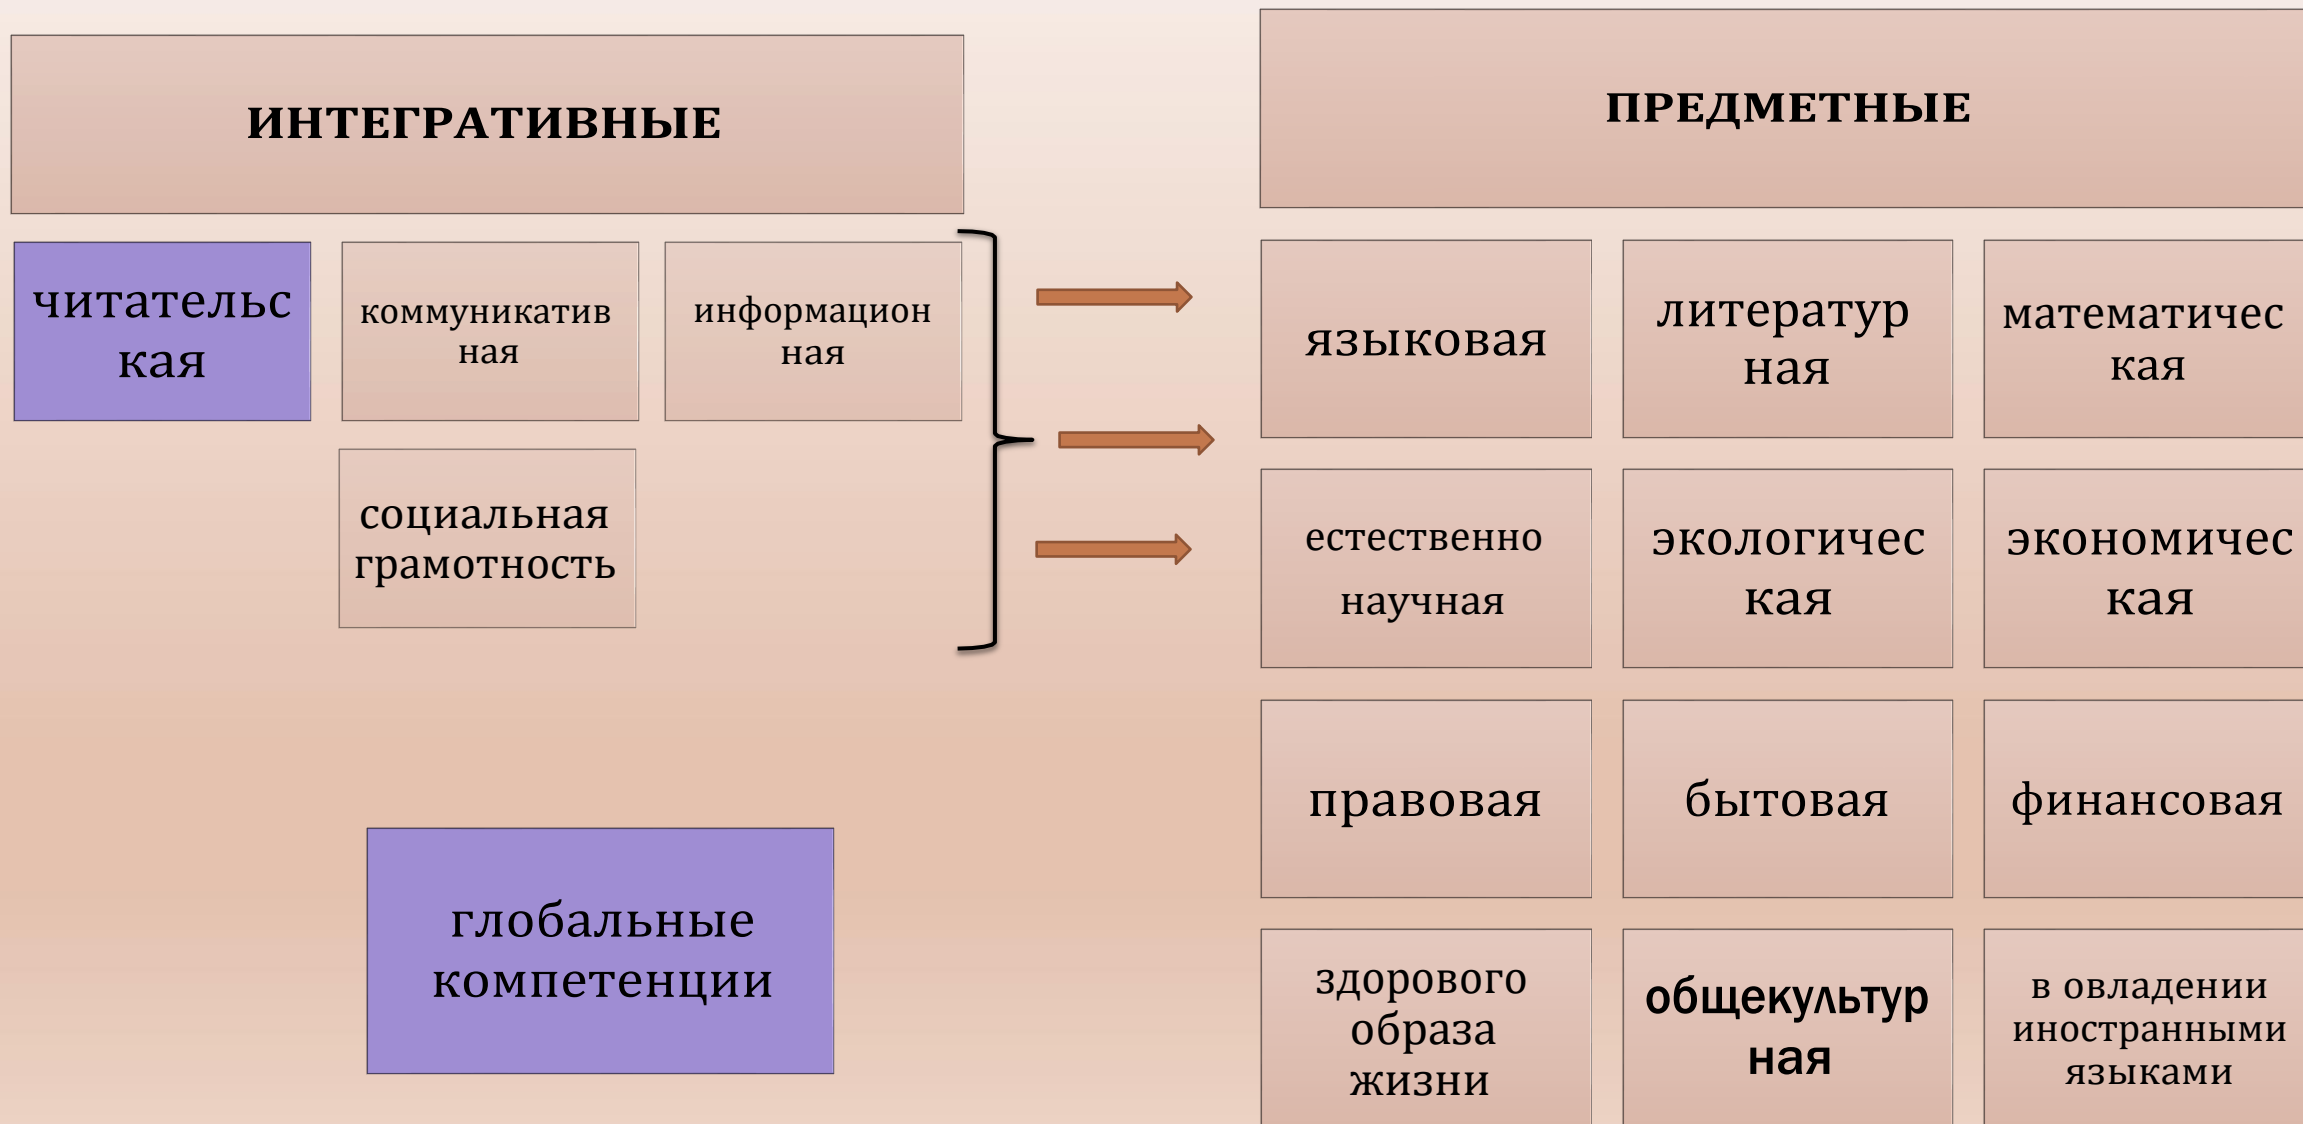 ИНТЕГРАТИВНЫЕ
читательс
кая
коммуникатив
ная
информацион
ная
социальная
грамотность
глобальные
компетенции
ПРЕДМЕТНЫЕ
языковая
литератур
ная
математичес
кая
естественно
научная
экологичес
кая
экономичес
кая
правовая
бытовая
финансовая
здорового
образа
жизни
общекультур
ная
в овладении
иностранными
языками